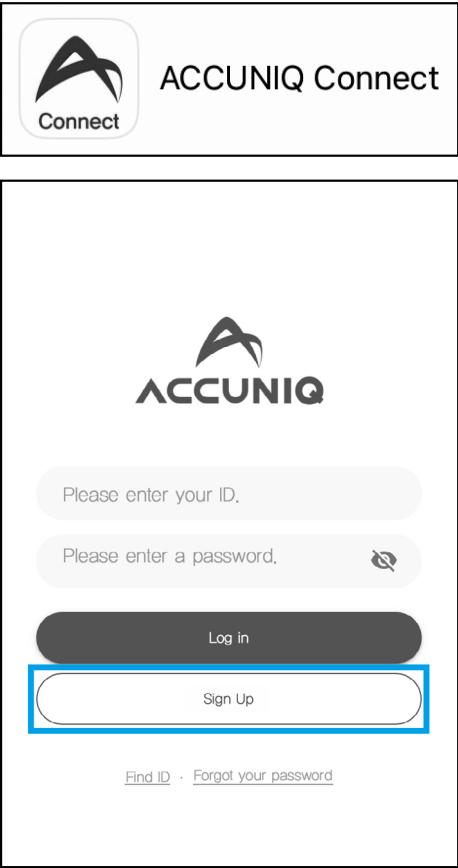 Connect
ACCUNIQ Connect
ACCUNIQ
Please enter your ID.
Please enter a password.
Log in
Sign Up
Find ID · Forgot your password